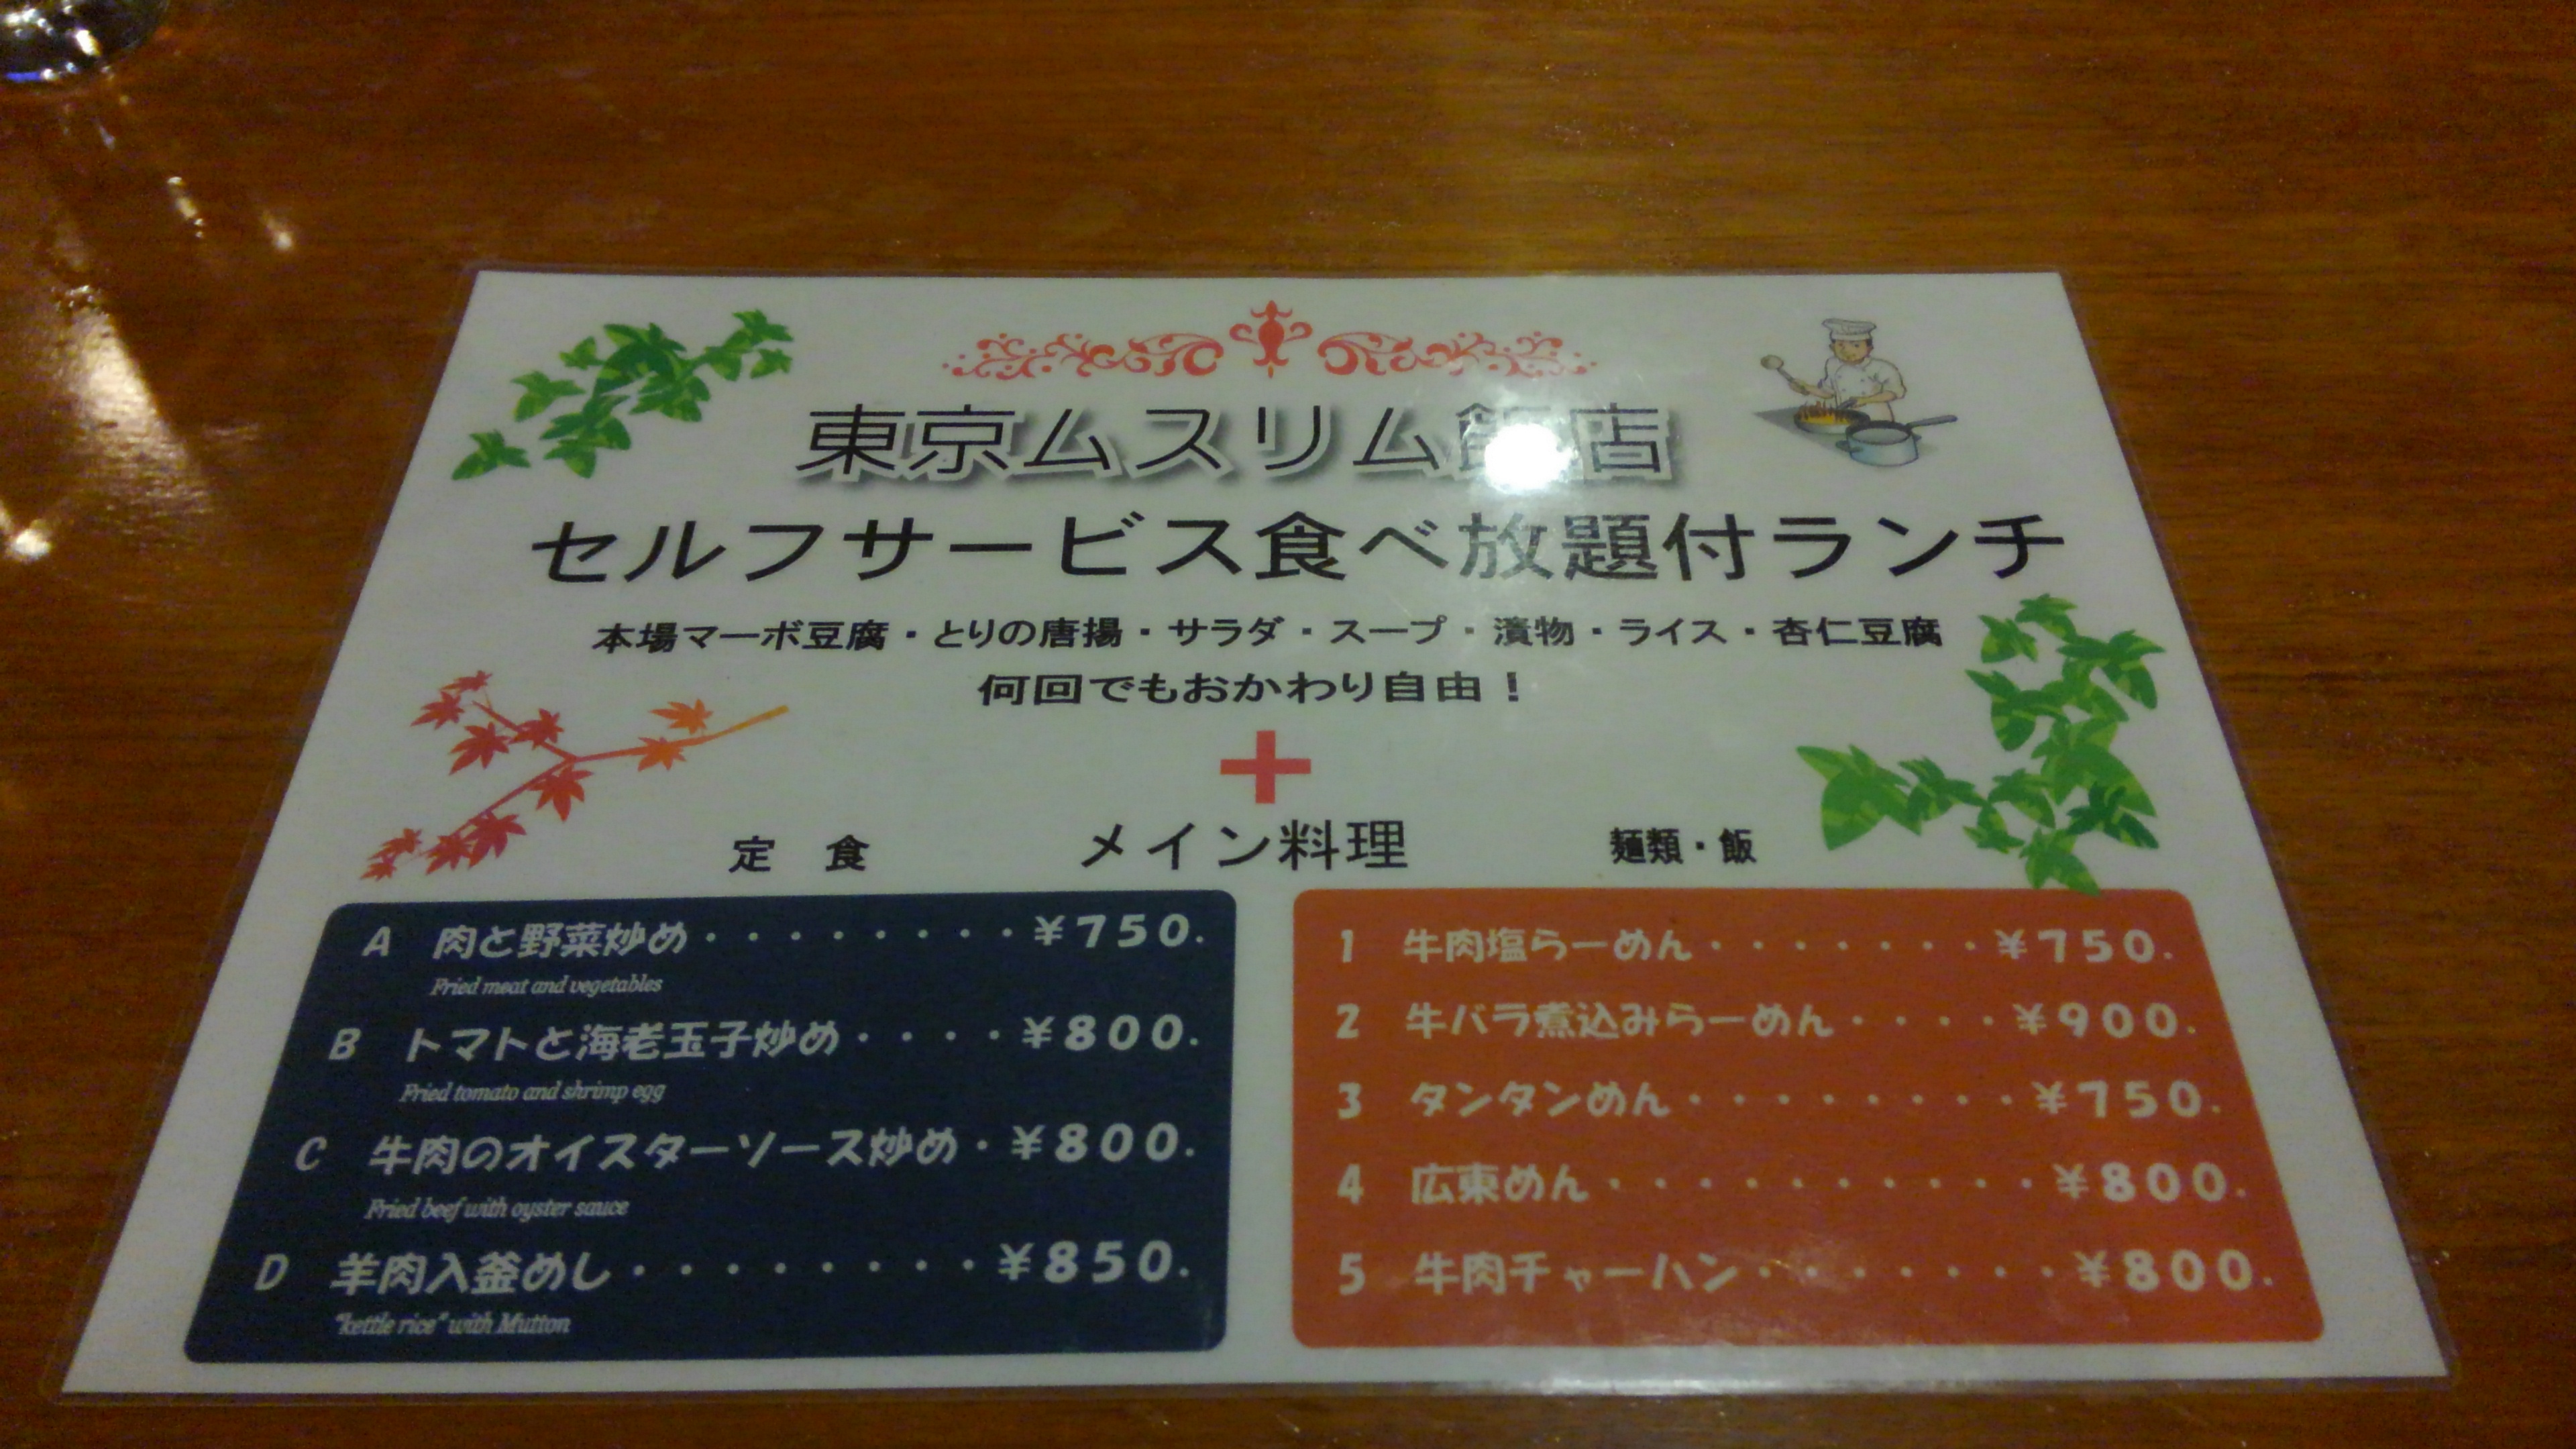 東京ムスリム飯店
セルフサービス食べ放題付ランチ
本場マーボ豆腐・とりの唐揚・サラダ・スープ・漬物・ライス・杏仁豆腐
何回でもおかわり自由！
+
定 食
メイン料理
麺類・飯
A 肉と野菜炒め・・・・・・・・・¥750.
Fried meat and vegetables
B トマトと海老玉子炒め・・・・¥800.
Fried tomato and shrimp egg
C 牛肉のオイスターソース炒め・¥800.
Fried beef with oyster sauce
D 羊肉入釜めし・・・・・・・・・¥850.
"kettle rice" with Mutton
1 牛肉塩らーめん・・・・・・・¥750.
2 牛バラ煮込みらーめん・・・・¥900.
3 タンタンめん・・・・・・・・¥750.
4 広東めん・・・・・・・・・・・¥800.
5 牛肉チャーハン・・・・・・・¥800.